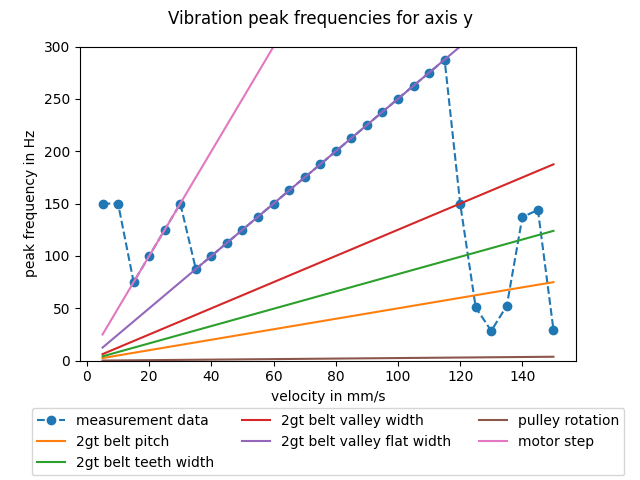 Vibration peak frequencies for axis y
300
250
200
150
100
50
0
peak frequency in Hz
0 20 40 60 80 100 120 140
velocity in mm/s
measurement data 2gt belt valley width pulley rotation
2gt belt pitch 2gt belt valley flat width motor step
2gt belt teeth width